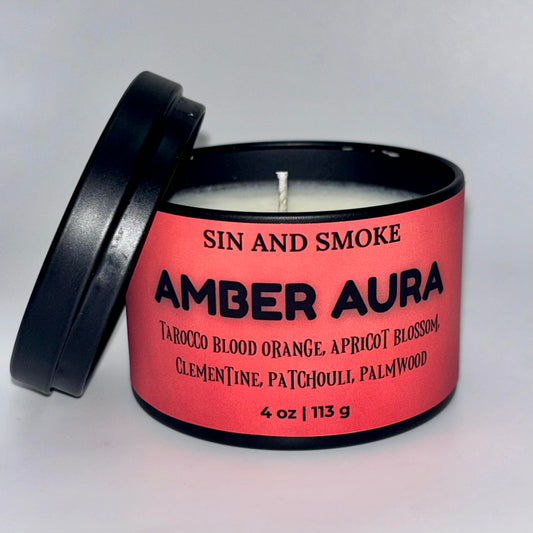 SIN AND SMOKE
AMBER AURA
TAROCCO BLOOD ORANGE, APRICOT BLOSSOM,
CLEMENTINE, PATCHOULI, PALMWOOD
4 oz | 113 g